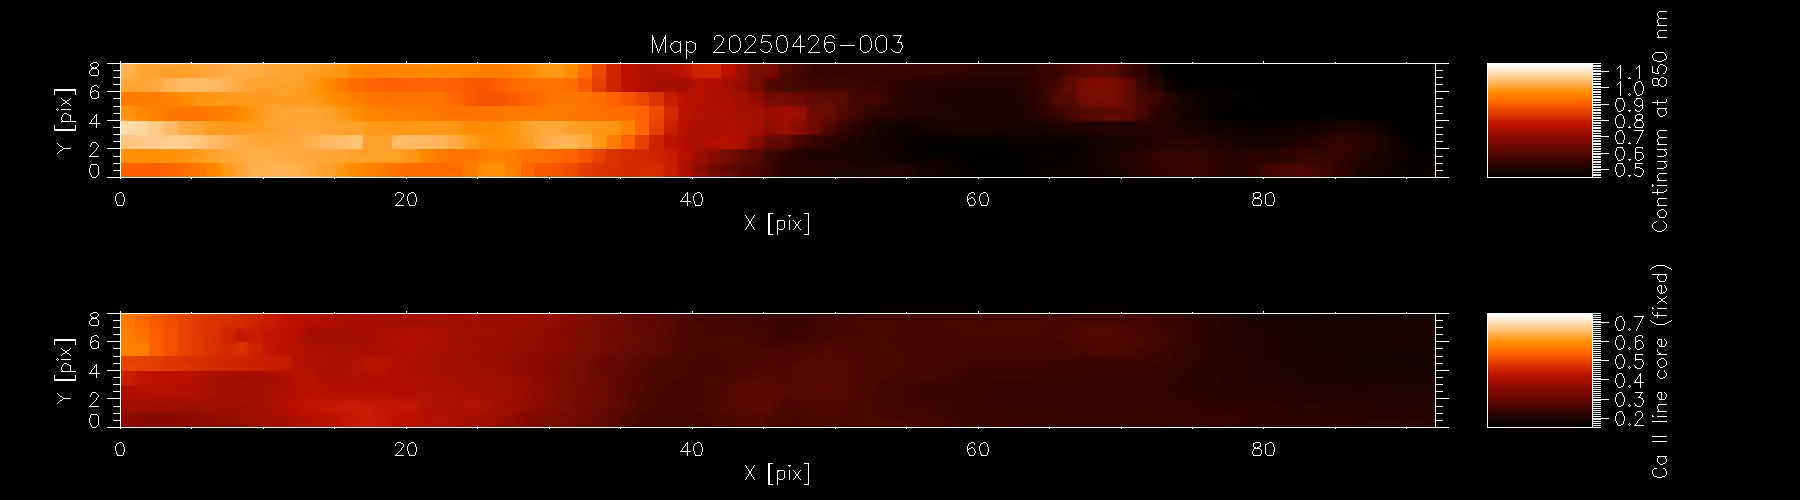 Map 20250426-003
8
6
4
2
0
Y [pix]
0 20 40 60 80
X [pix]
1.1
1.0
0.9
0.8
0.7
0.6
0.5
Continuum at 850 nm
8
6
4
2
0
Y [pix]
0 20 40 60 80
X [pix]
0.7
0.6
0.5
0.4
0.3
0.2
Ca II line core (fixed)